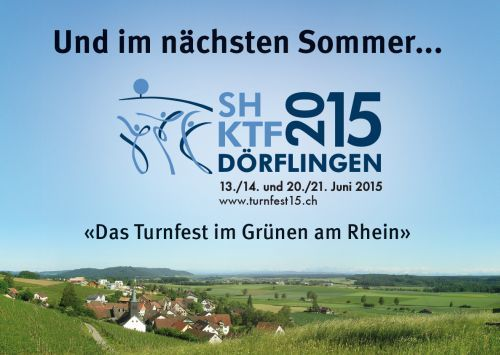 Und im nächsten Sommer...
SH
KTF 2015
DÖRFLINGEN
13./14. und 20./21. Juni 2015
www.turnfest15.ch
«Das Turnfest im Grünen am Rhein»